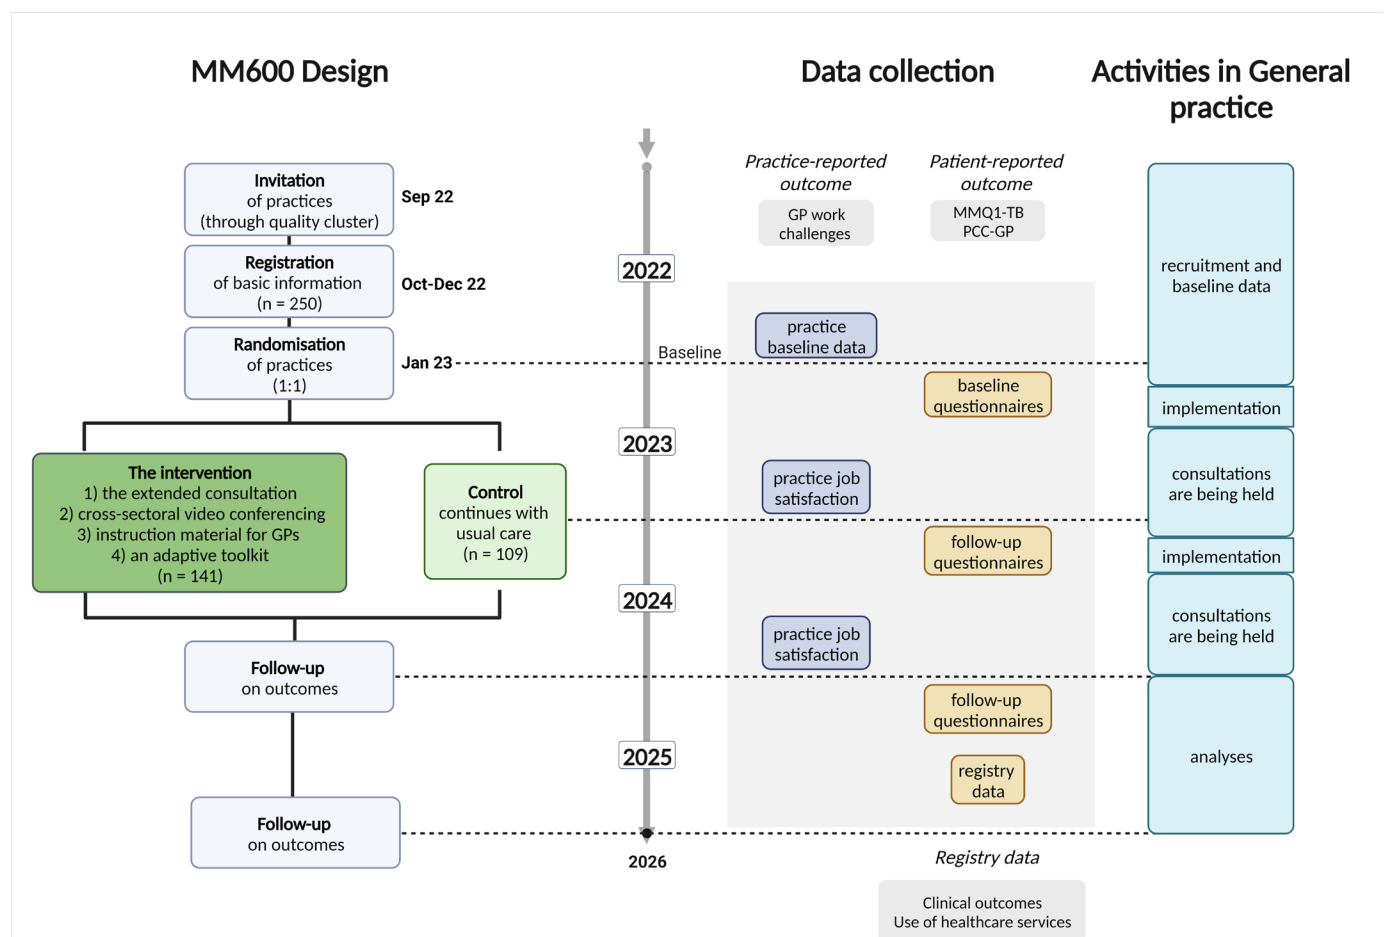 MM600 Design
Data collection
Activities in General
practice
Invitation
of practices
(through quality cluster)
Sep 22
Registration
of basic information
(n = 250)
Oct-Dec 22
Randomisation
of practices
(1:1)
Jan 23
The intervention
1) the extended consultation
2) cross-sectoral video conferencing
3) instruction material for GPs
4) an adaptive toolkit
(n = 141)
Control
continues with
usual care
(n = 109)
Follow-up
on outcomes
Follow-up
on outcomes
2022
Baseline
2023
2024
2025
2026
Practice-reported
outcome
GP work
challenges
Patient-reported
outcome
MMQ1-TB
PCC-GP
practice
baseline data
baseline
questionnaires
practice job
satisfaction
follow-up
questionnaires
practice job
satisfaction
follow-up
questionnaires
registry
data
Registry data
Clinical outcomes
Use of healthcare services
recruitment and
baseline data
implementation
consultations
are being held
implementation
consultations
are being held
analyses